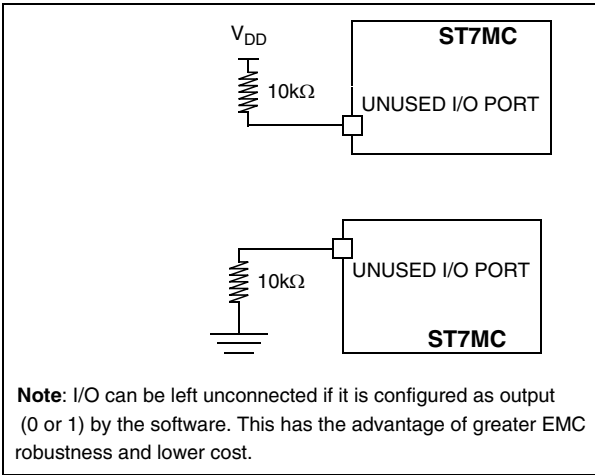 V_DD
ST7MC
10kΩ
UNUSED I/O PORT
UNUSED I/O PORT
10kΩ
ST7MC
Note: I/O can be left unconnected if it is configured as output
(0 or 1) by the software. This has the advantage of greater EMC
robustness and lower cost.